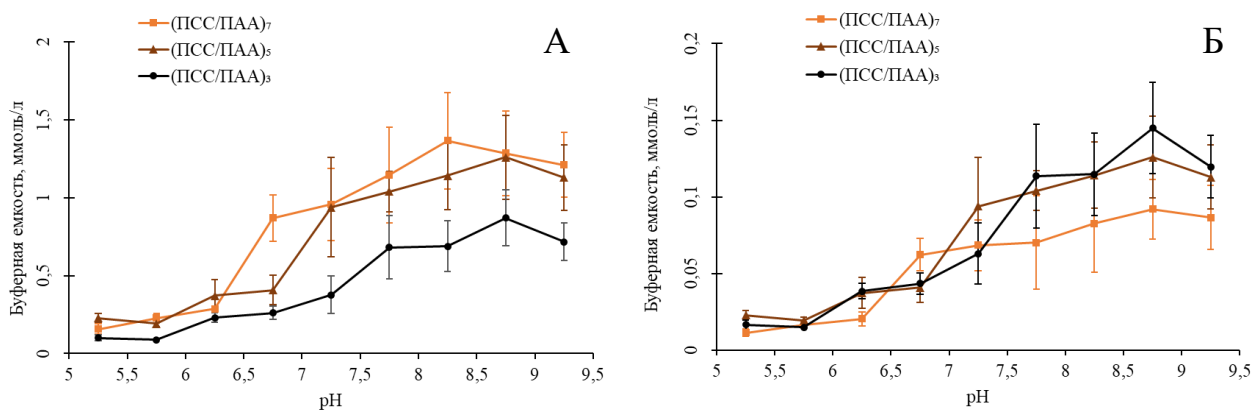 (ПСС/ПАА)₇
(ПСС/ПАА)₅
(ПСС/ПАА)₃
А
Буферная емкость, ммоль/л
2
1,5
1
0,5
0
5 5,5 6 6,5 7 7,5 8 8,5 9 9,5
pH
(ПСС/ПАА)₇
(ПСС/ПАА)₅
(ПСС/ПАА)₃
Б
Буферная емкость, ммоль/л
0,2
0,15
0,1
0,05
0
5 5,5 6 6,5 7 7,5 8 8,5 9 9,5
pH